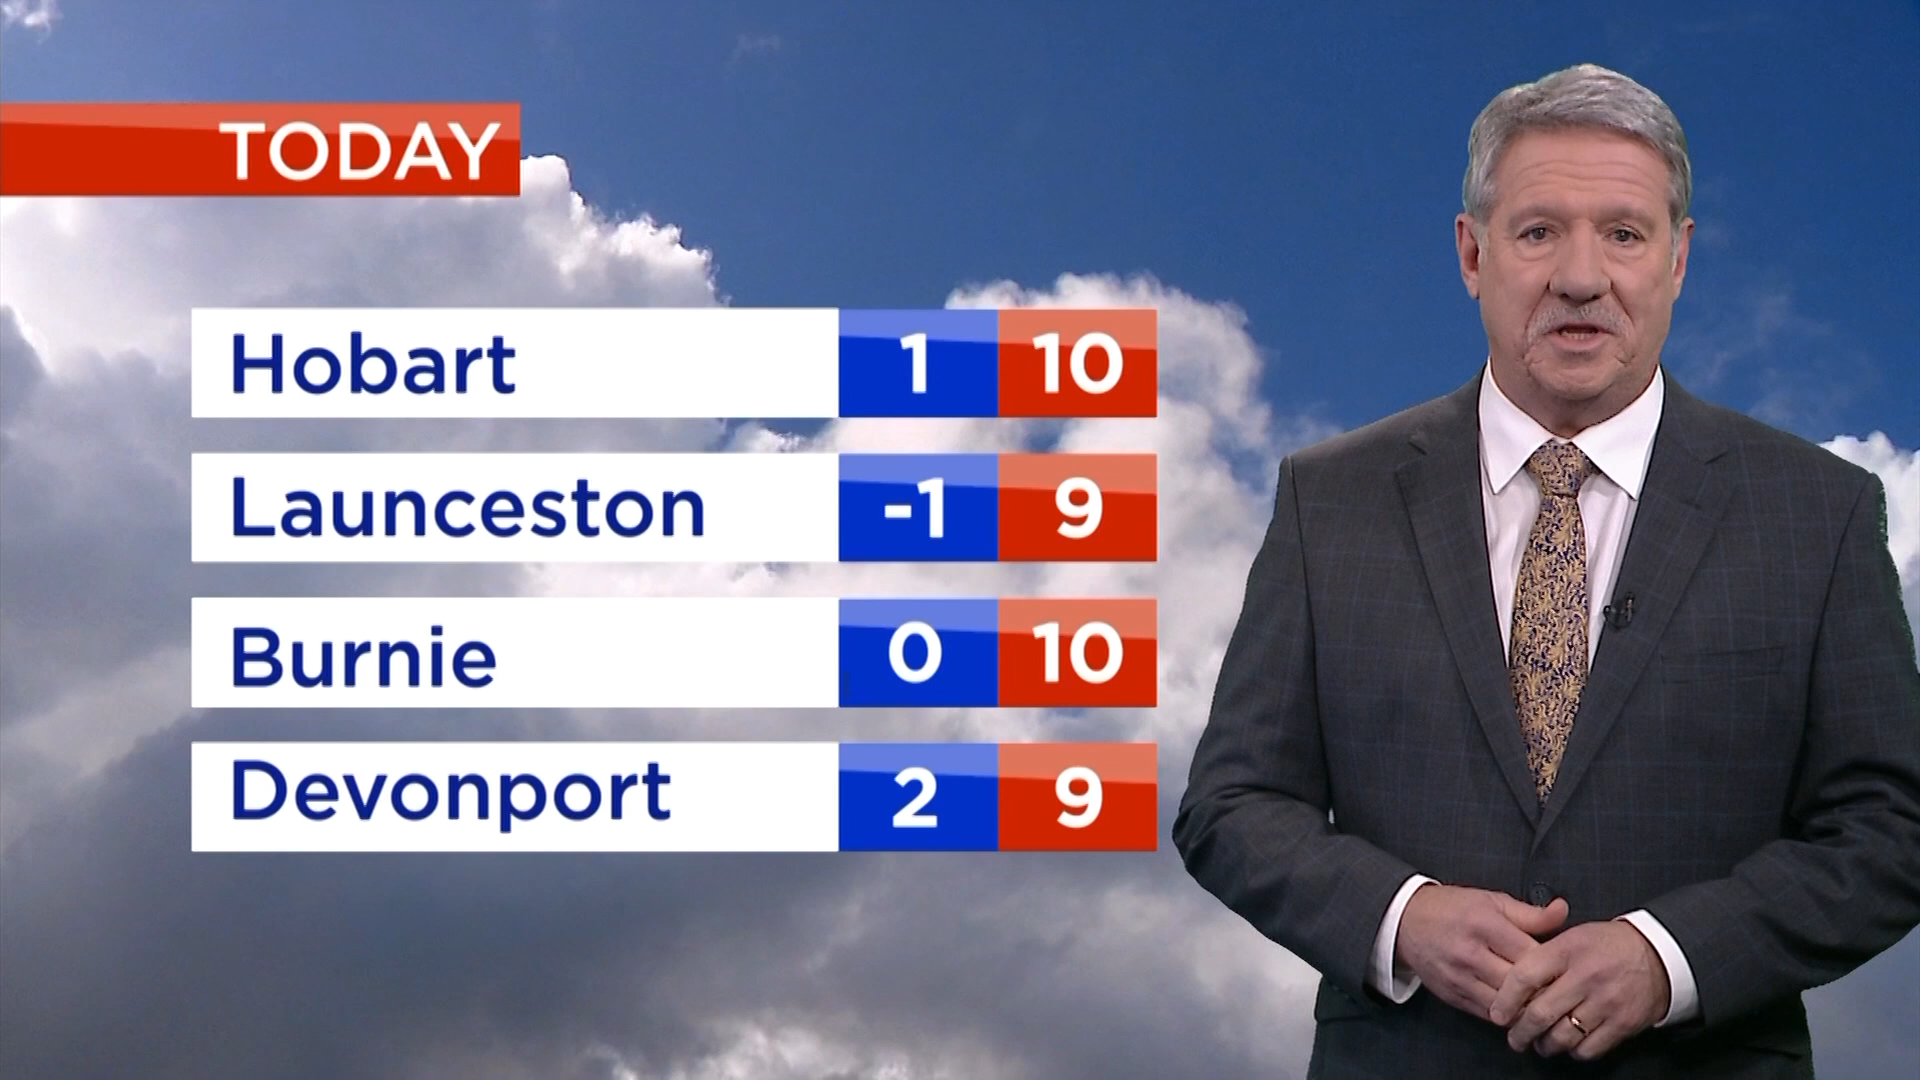 TODAY
Hobart 1 10
Launceston -1 9
Burnie 0 10
Devonport 2 9